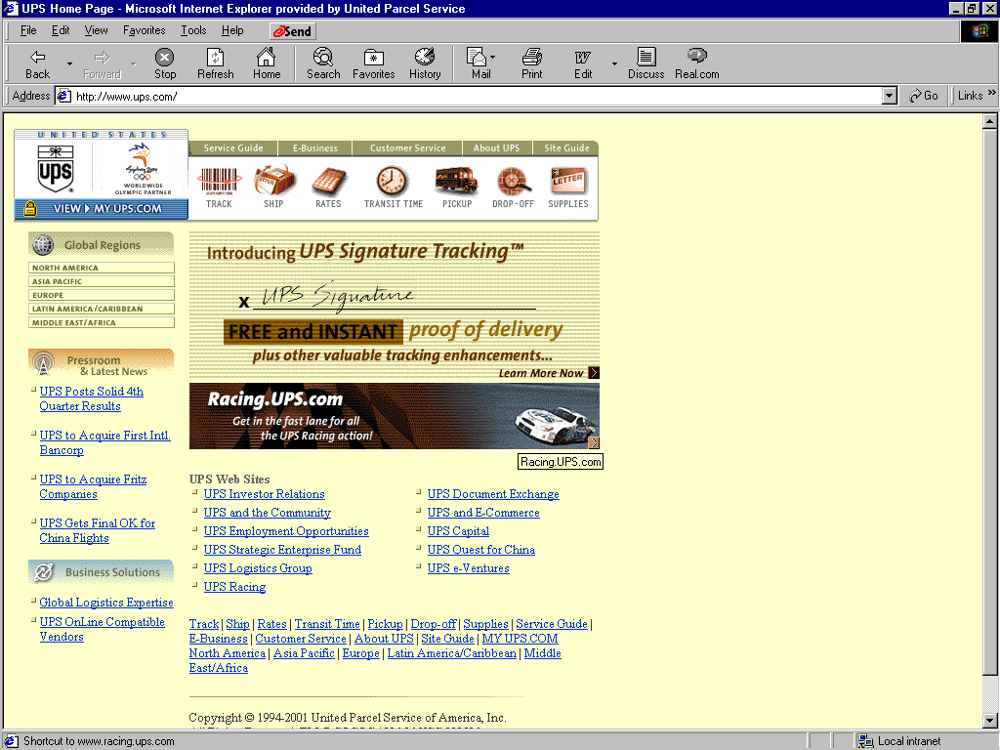 UPS Home Page - Microsoft Internet Explorer provided by United Parcel Service
File Edit View Favorites Tools Help eSend
Back Forward Stop Refresh Home Search Favorites History Mail Print Edit Discuss Real.com
Address http://www.ups.com/ Go Links »
UNITED STATES
ups
Sydney 2000
WORLDWIDE
OLYMPIC PARTNER
VIEW MY UPS.COM
Service Guide E-Business Customer Service About UPS Site Guide
LETTER LETTER
TRACK SHIP RATES TRANSIT TIME PICKUP DROP-OFF SUPPLIES
Global Regions
NORTH AMERICA
ASIA PACIFIC
EUROPE
LATIN AMERICA/CARIBBEAN
MIDDLE EAST/AFRICA
Pressroom
& Latest News
UPS Posts Solid 4th
Quarter Results
UPS to Acquire First Intl.
Bancorp
UPS to Acquire Fritz
Companies
UPS Gets Final OK for
China Flights
Business Solutions
Global Logistics Expertise
UPS OnLine Compatible
Vendors
Introducing UPS Signature Tracking™
x UPS Signature
FREE and INSTANT proof of delivery
plus other valuable tracking enhancements...
Learn More Now
Racing.UPS.com
Get in the fast lane for all
the UPS Racing action!
Racing.UPS.com
UPS Web Sites
UPS Investor Relations
UPS and the Community
UPS Employment Opportunities
UPS Strategic Enterprise Fund
UPS Logistics Group
UPS Racing
UPS Document Exchange
UPS and E-Commerce
UPS Capital
UPS Quest for China
UPS e-Ventures
Track | Ship | Rates | Transit Time | Pickup | Drop-off | Supplies | Service Guide |
E-Business | Customer Service | About UPS | Site Guide | MY UPS.COM
North America | Asia Pacific | Europe | Latin America/Caribbean | Middle
East/Africa
Copyright © 1994-2001 United Parcel Service of America, Inc.
Shortcut to www.racing.ups.com
Local intranet